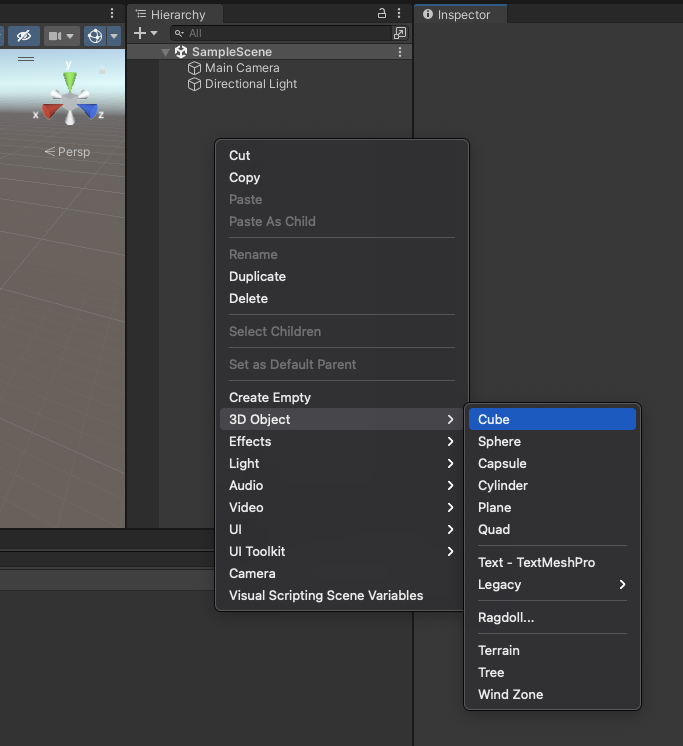 Hierarchy
Inspector
All
SampleScene
Main Camera
Directional Light
y
x
z
Persp
Cut
Copy
Paste
Paste As Child
Rename
Duplicate
Delete
Select Children
Set as Default Parent
Create Empty
3D Object
Effects
Light
Audio
Video
UI
UI Toolkit
Camera
Visual Scripting Scene Variables
Cube
Sphere
Capsule
Cylinder
Plane
Quad
Text - TextMeshPro
Legacy
Ragdoll...
Terrain
Tree
Wind Zone